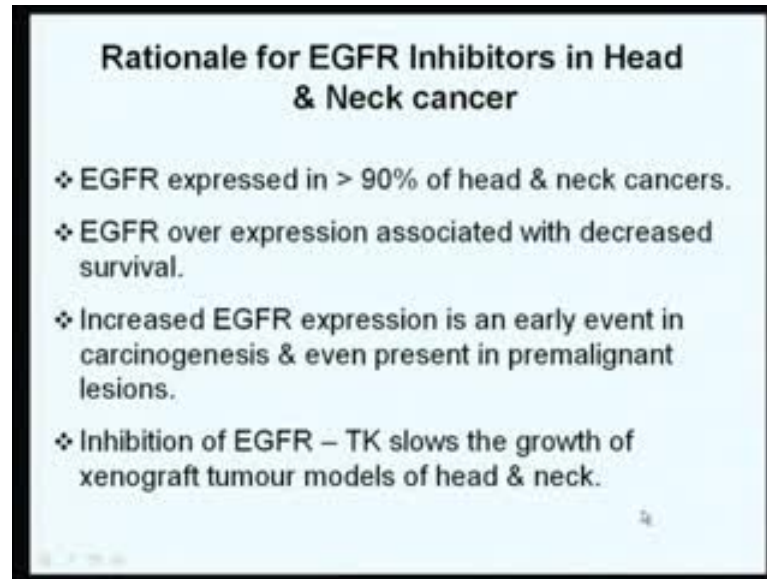 Rationale for EGFR Inhibitors in Head
& Neck cancer
❖ EGFR expressed in > 90% of head & neck cancers.
❖ EGFR over expression associated with decreased
survival.
❖ Increased EGFR expression is an early event in
carcinogenesis & even present in premalignant
lesions.
❖ Inhibition of EGFR – TK slows the growth of
xenograft tumour models of head & neck.